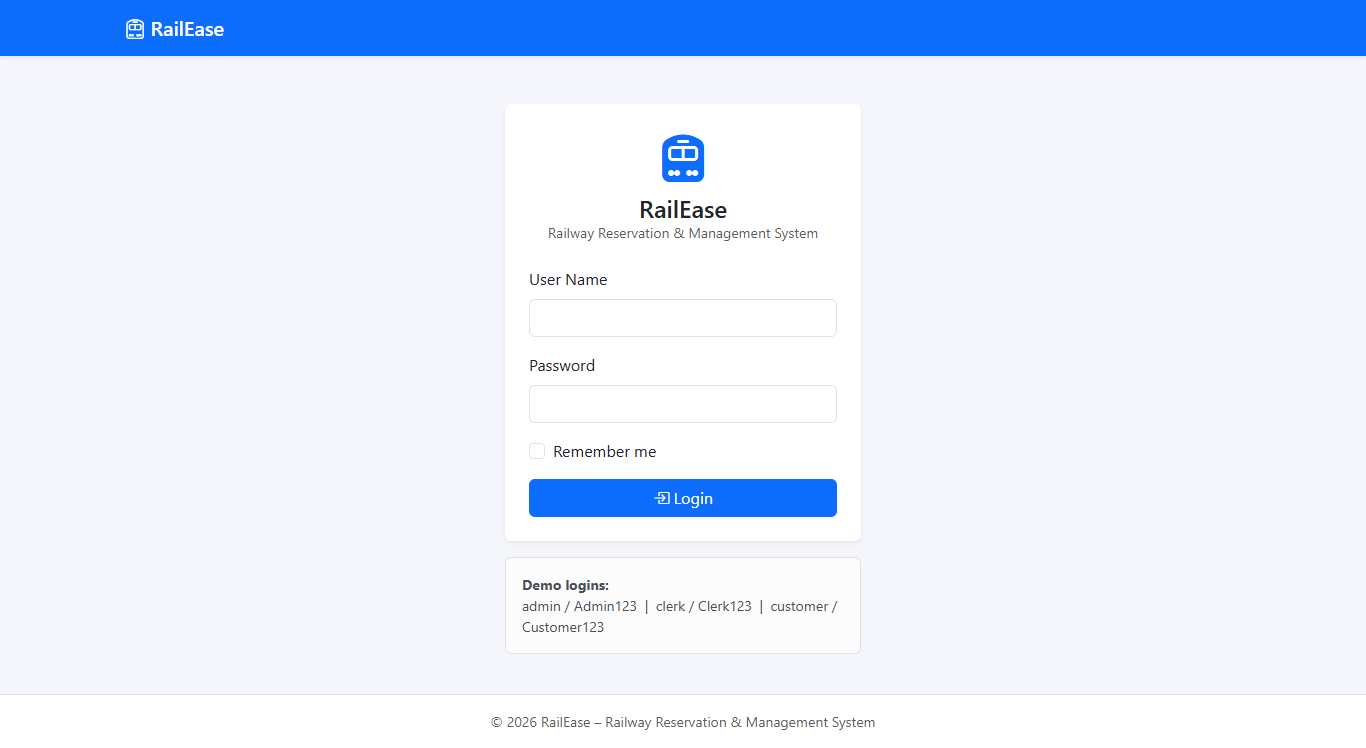 RailEase
RailEase
Railway Reservation & Management System
User Name
Password
Remember me
Login
Demo logins:
admin / Admin123 | clerk / Clerk123 | customer /
Customer123
© 2026 RailEase – Railway Reservation & Management System